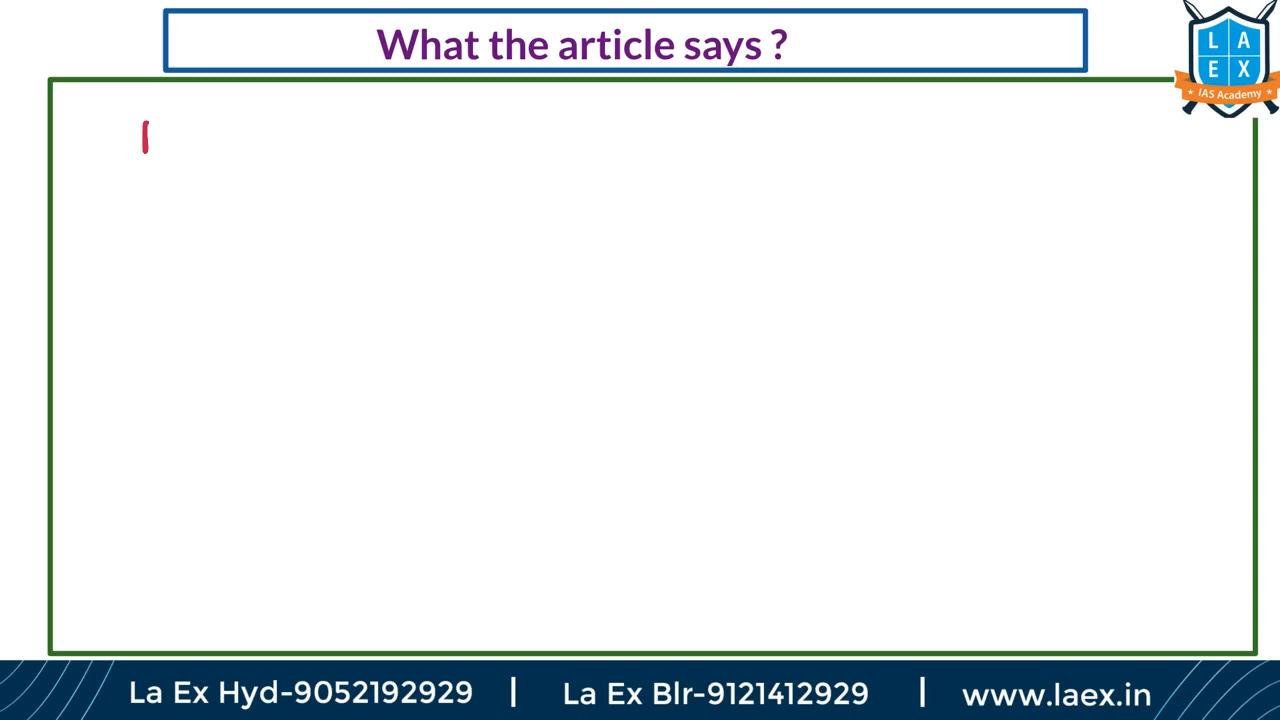 What the article says ?
L A
E X
IAS Academy
La Ex Hyd-9052192929 | La Ex Blr-9121412929 | www.laex.in